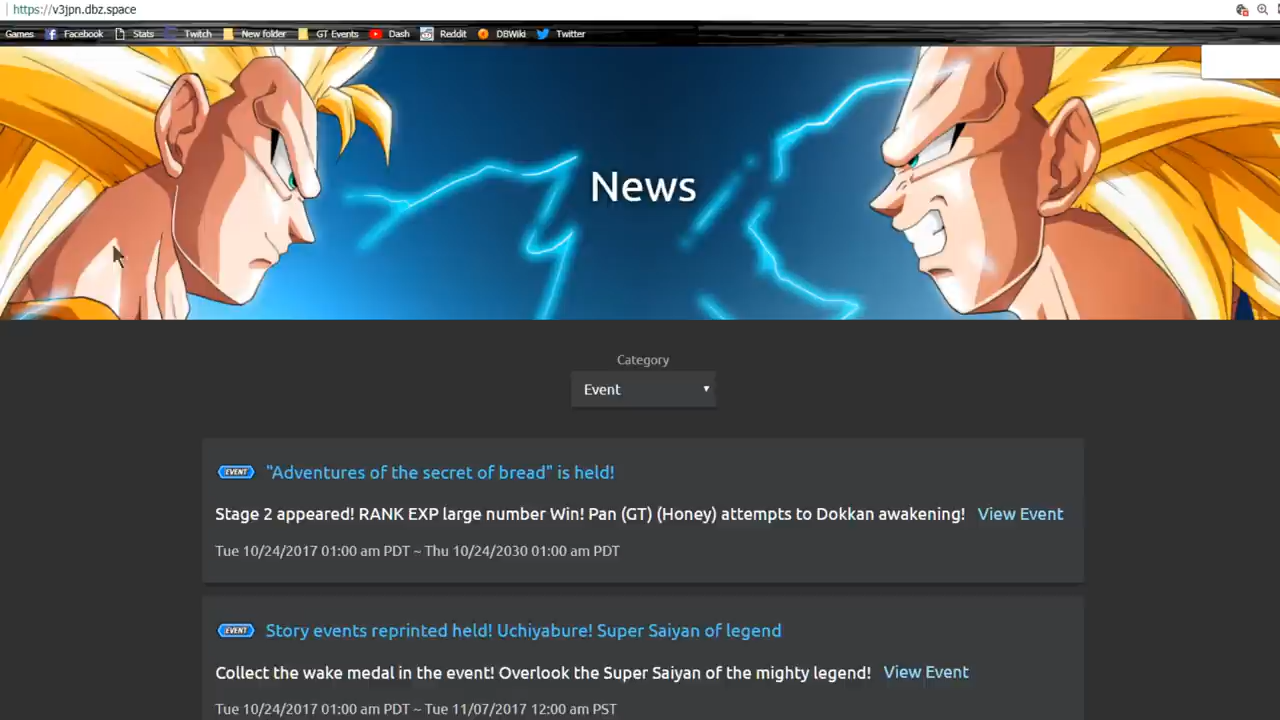 https://v3jpn.dbz.space
Games Facebook Stats Twitch New folder GT Events Dash Reddit DBWiki Twitter
News
Category
Event
EVENT "Adventures of the secret of bread" is held!
Stage 2 appeared! RANK EXP large number Win! Pan (GT) (Honey) attempts to Dokkan awakening! View Event
Tue 10/24/2017 01:00 am PDT ~ Thu 10/24/2030 01:00 am PDT
EVENT Story events reprinted held! Uchiyabure! Super Saiyan of legend
Collect the wake medal in the event! Overlook the Super Saiyan of the mighty legend! View Event
Tue 10/24/2017 01:00 am PDT ~ Tue 11/07/2017 12:00 am PST